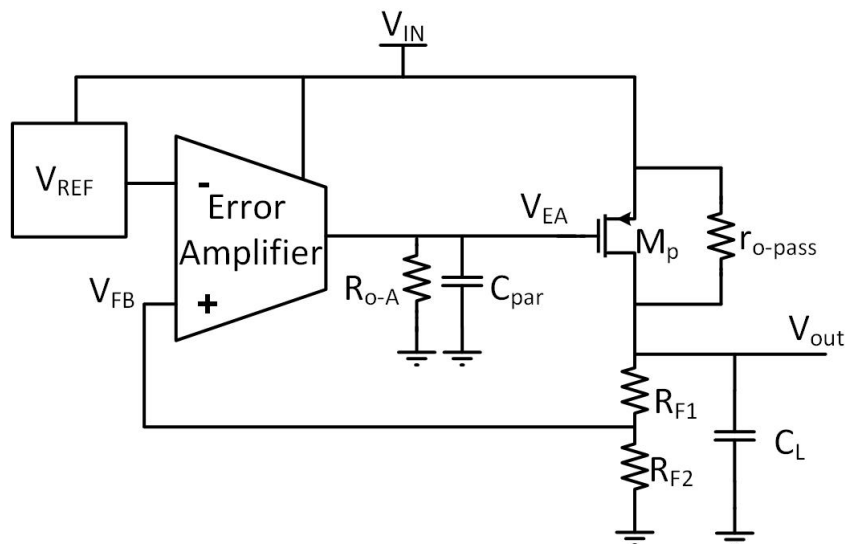 V_IN
V_REF
-
Error
Amplifier
+
V_FB
V_EA
R_o-A
C_par
M_p
r_o-pass
V_out
R_F1
R_F2
C_L